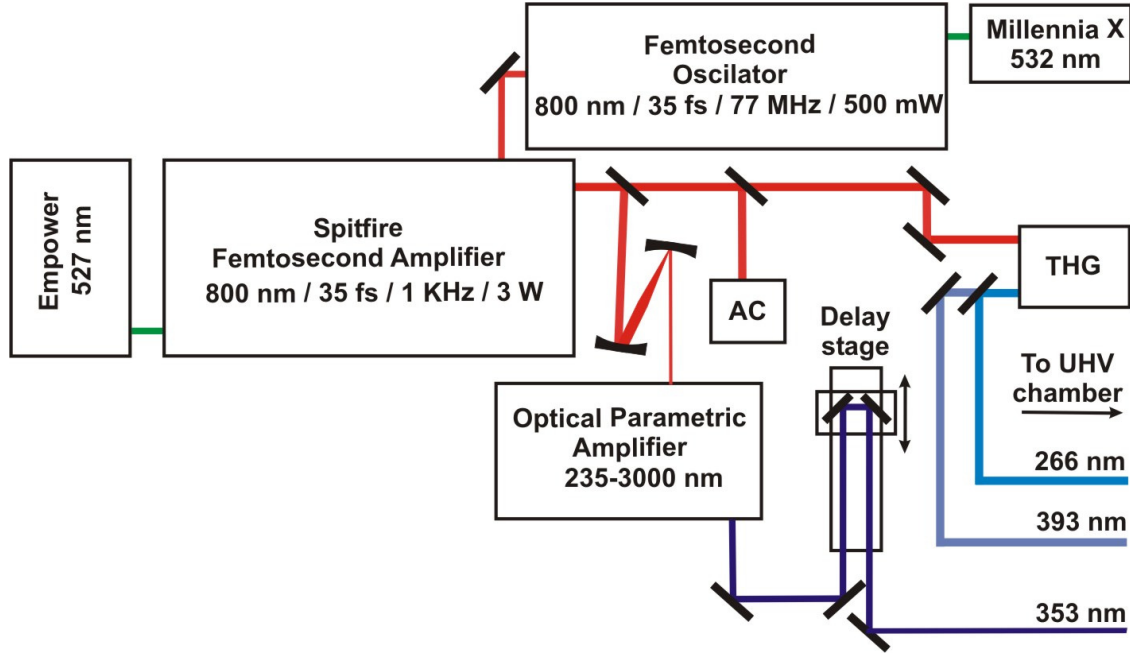 Femtosecond
Oscilator
800 nm / 35 fs / 77 MHz / 500 mW
Millennia X
532 nm
Empower
527 nm
Spitfire
Femtosecond Amplifier
800 nm / 35 fs / 1 KHz / 3 W
THG
AC
Delay
stage
To UHV
chamber
Optical Parametric
Amplifier
235-3000 nm
266 nm
393 nm
353 nm